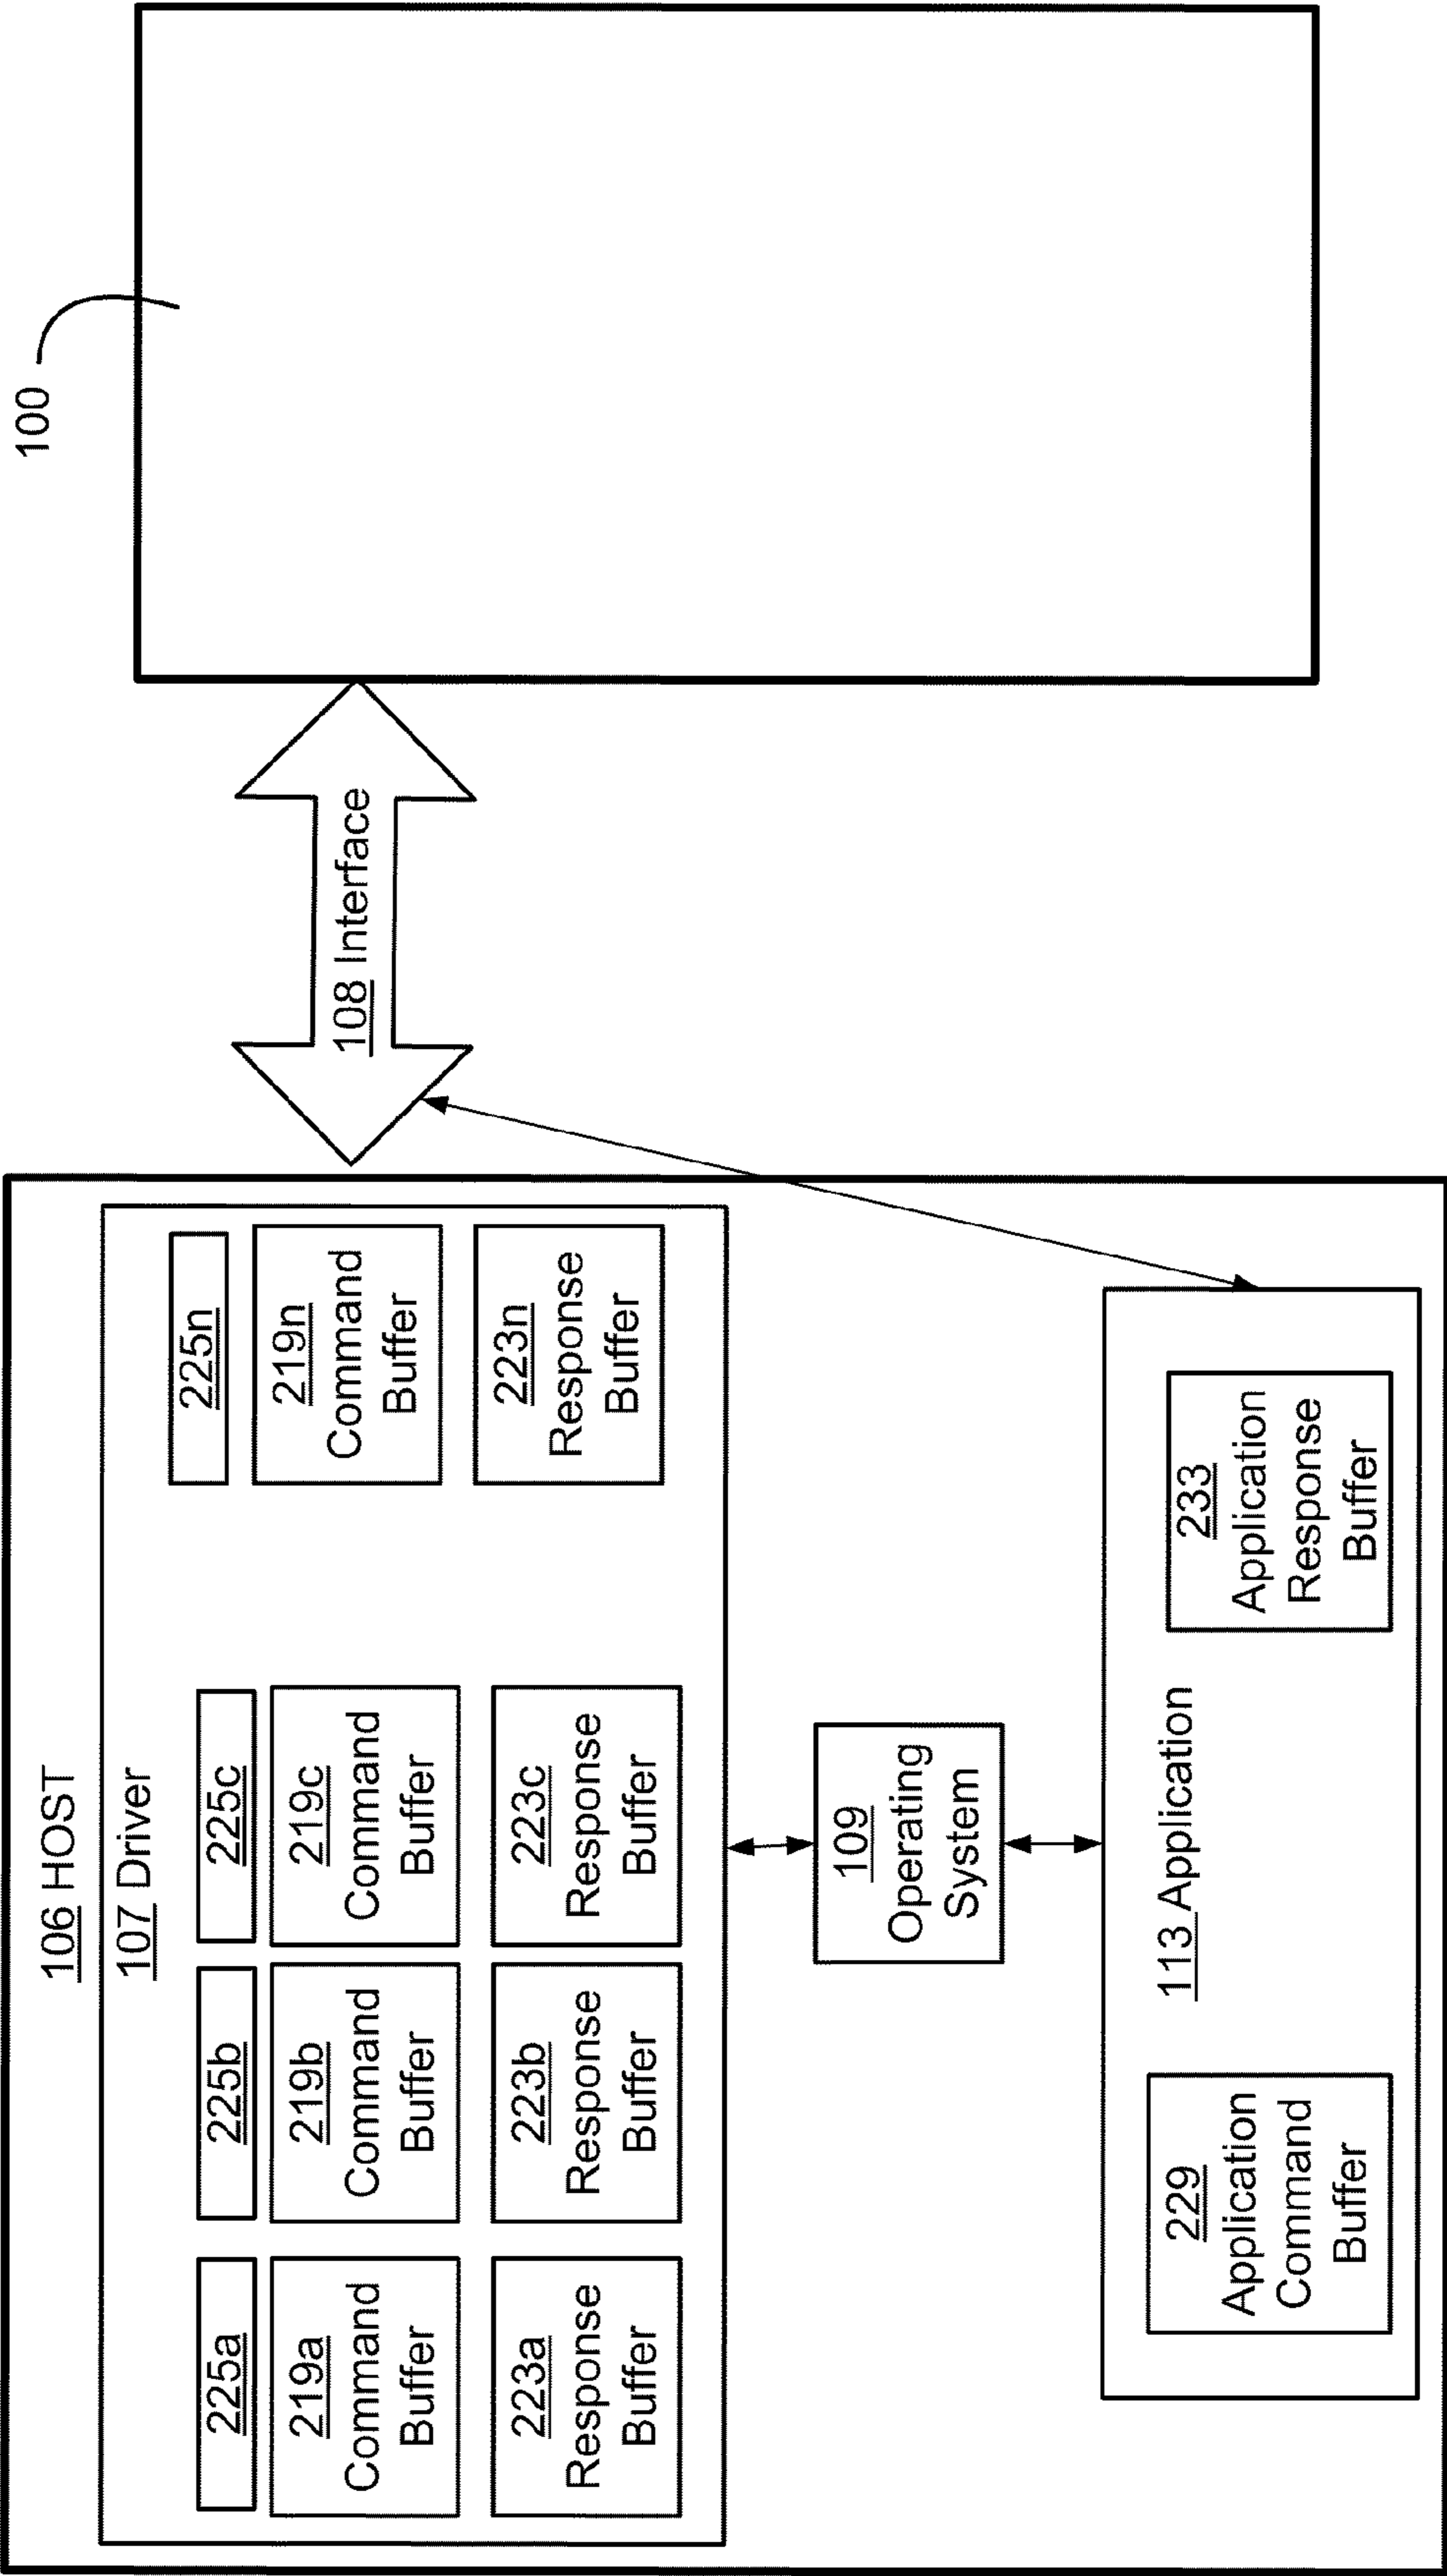 106 HOST
107 Driver
225a
225b
225c
225n
219a
Command
Buffer
219b
Command
Buffer
219c
Command
Buffer
219n
Command
Buffer
223a
Response
Buffer
223b
Response
Buffer
223c
Response
Buffer
223n
Response
Buffer
109
Operating
System
113 Application
229
Application
Command
Buffer
233
Application
Response
Buffer
108 Interface
100